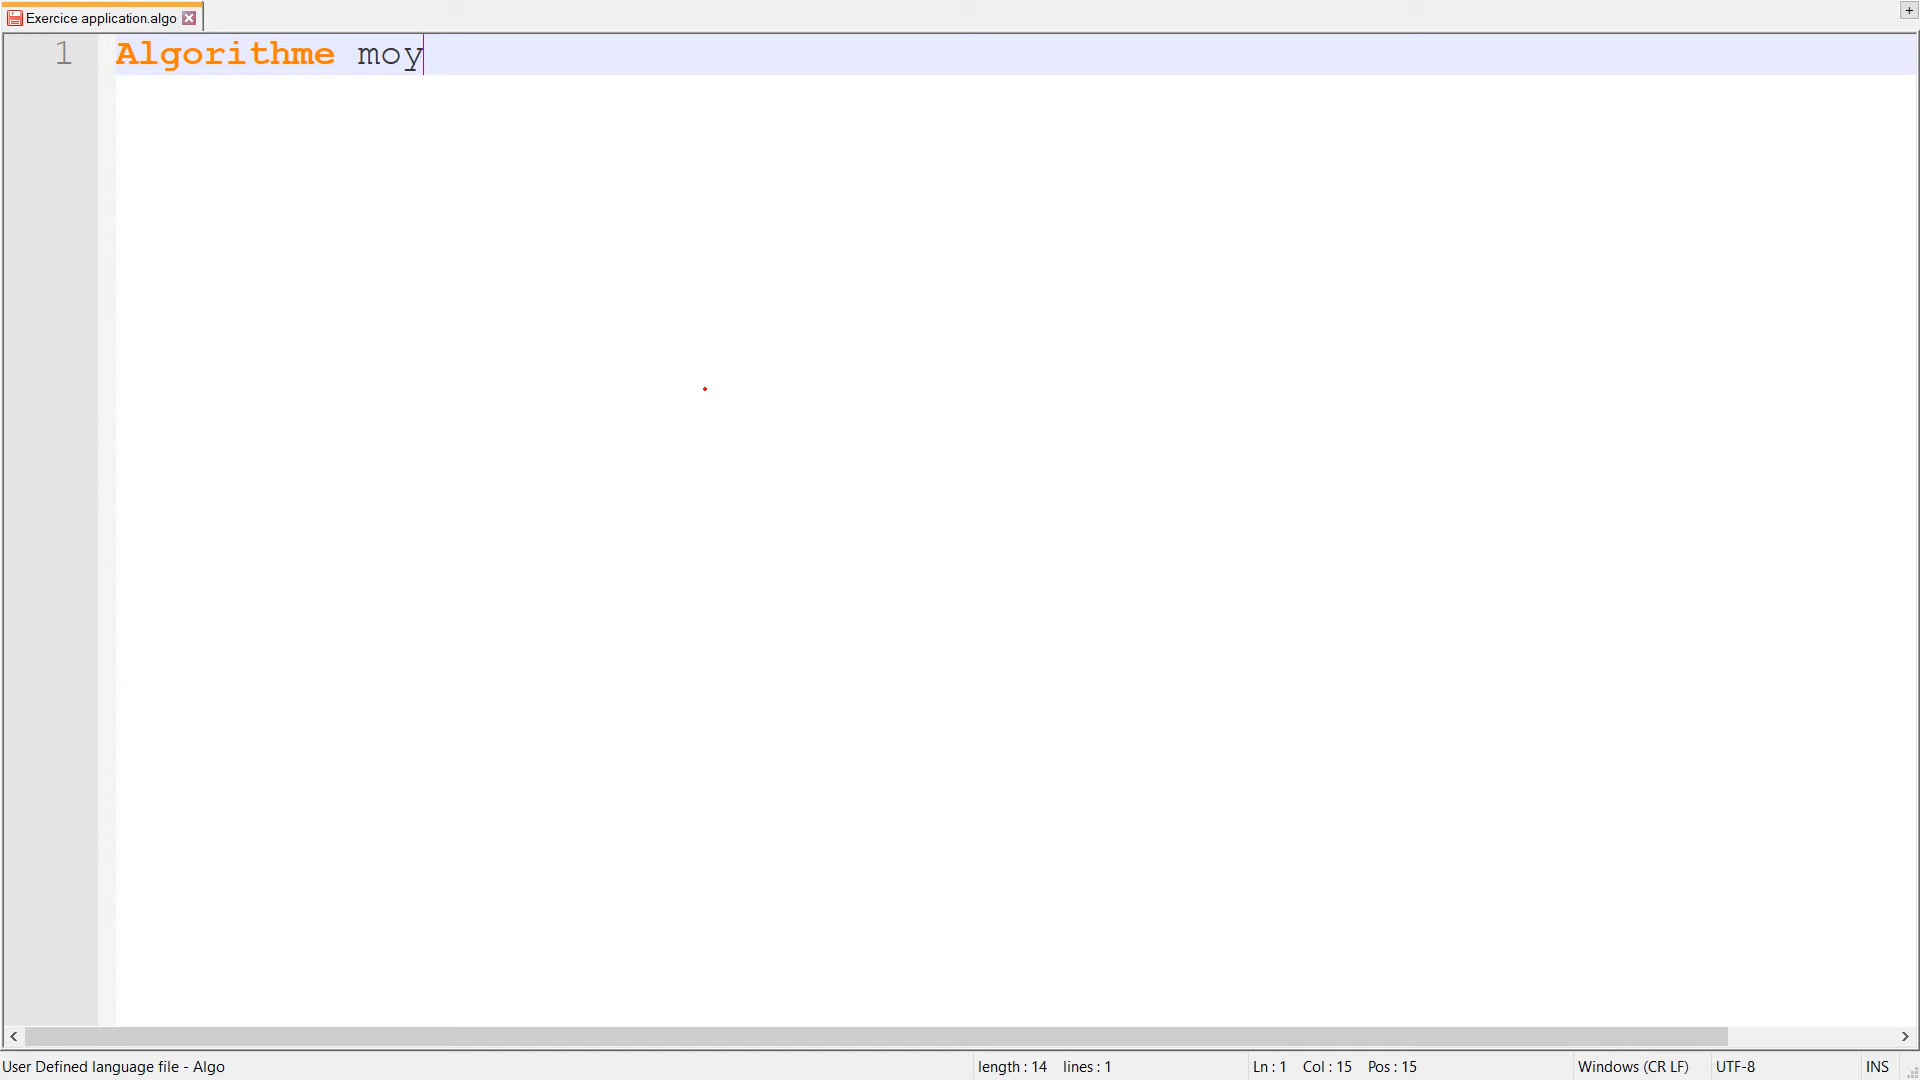 Exercice application.algo
1 Algorithme moy
User Defined language file - Algo length : 14 lines : 1 Ln : 1 Col : 15 Pos : 15 Windows (CR LF) UTF-8 INS